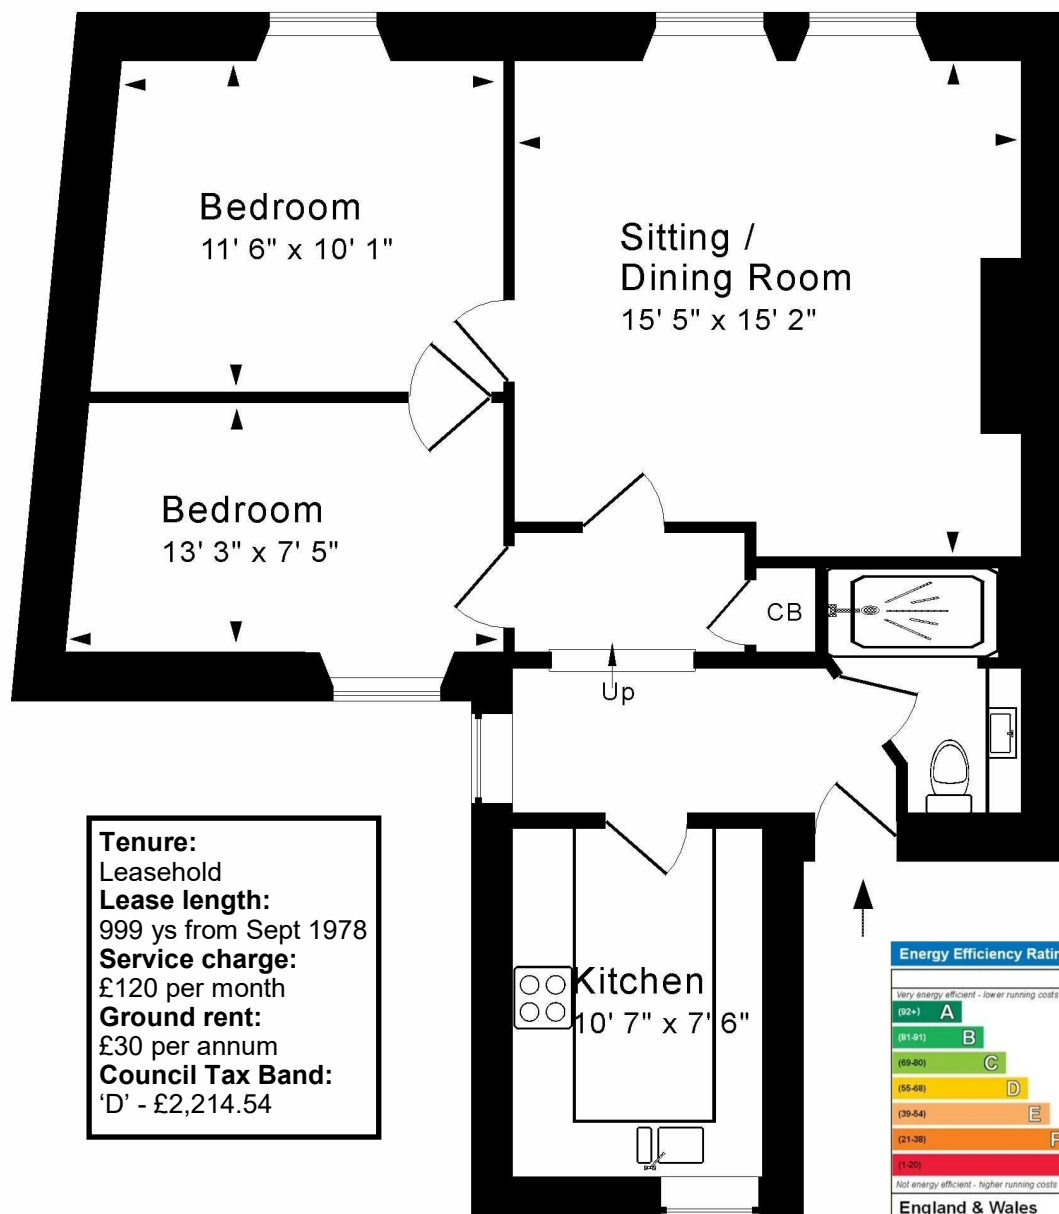 Bedroom
11' 6" x 10' 1"
Sitting /
Dining Room
15' 5" x 15' 2"
Bedroom
13' 3" x 7' 5"
CB
Up
Kitchen
10' 7" x 7' 6"
Tenure:
Leasehold
Lease length:
999 ys from Sept 1978
Service charge:
£120 per month
Ground rent:
£30 per annum
Council Tax Band:
‘D’ - £2,214.54
Energy Efficiency
Very energy efficient - lower running costs
(92+) A
(81-91) B
(69-80) C
(55-68) D
(39-54) E
(21-38) F
(1-20)
Not energy efficient - higher running costs
England & Wales